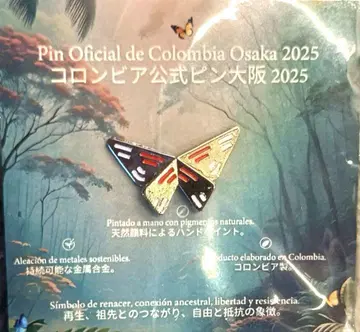 Pin Oficial de Colombia Osaka 2025
コロンビア公式ピン大阪 2025
Pintado a mano con pigmentos naturales.
天然顔料によるハンドペイント。
Aleación de metales sostenibles.
持続可能な金属合金。
ducto elaborado en Colombia.
コロンビア製。
Símbolo de renacer, conexión ancestral, libertad y resistencia.
再生、祖先とのつながり、自由と抵抗の象徴。